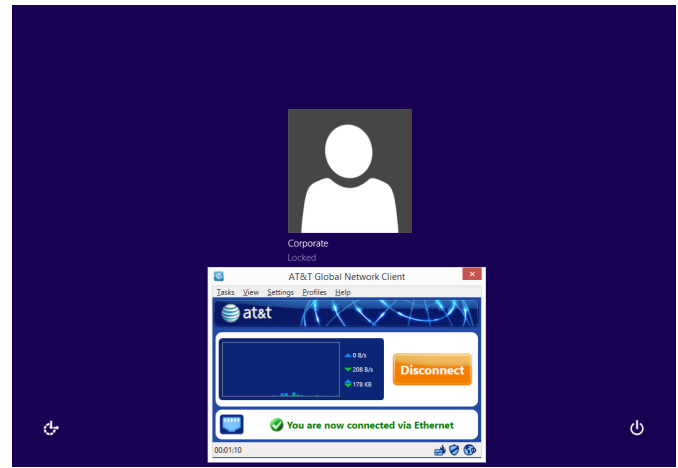 Corporate
Locked
AT&T Global Network Client
Tasks View Settings Profiles Help
at&t
0 B/s
208 B/s
178 KB
Disconnect
You are now connected via Ethernet
00:01:10